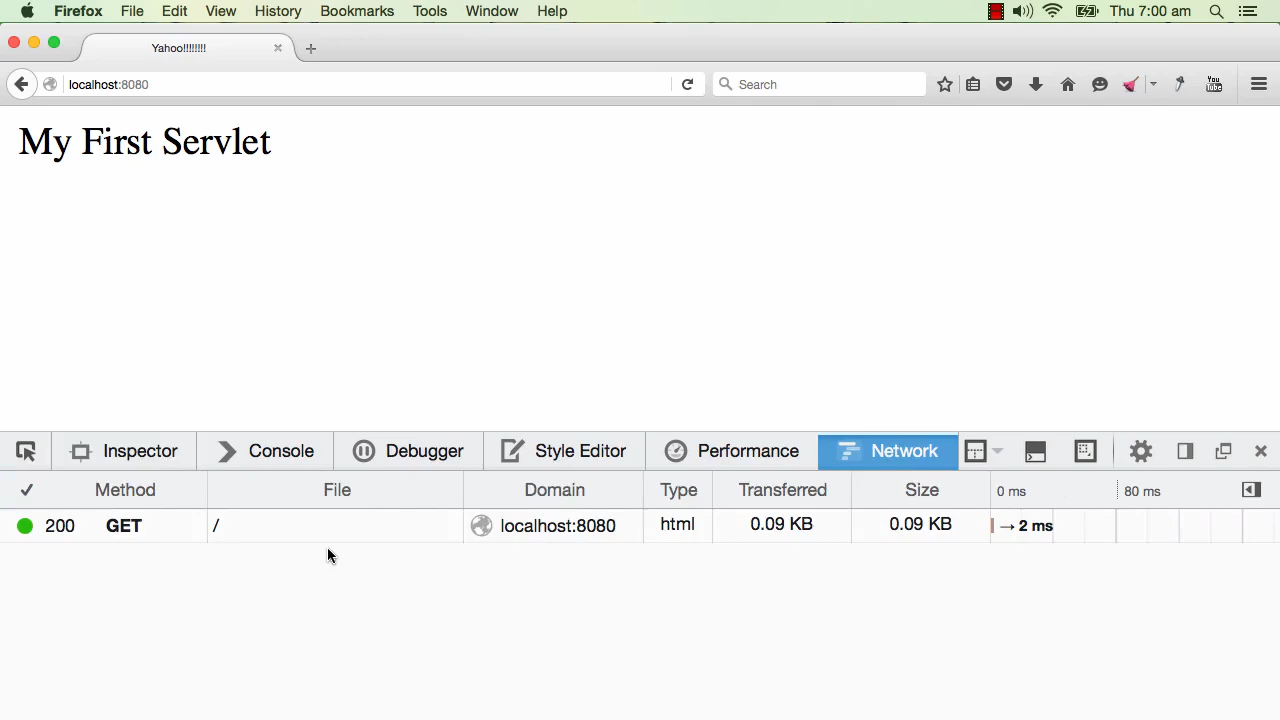 Firefox File Edit View History Bookmarks Tools Window Help Thu 7:00 am
Yahoo!!!!!!!!
localhost:8080 Search You Tube
My First Servlet
Inspector Console Debugger Style Editor Performance Network
✓ Method File Domain Type Transferred Size 0 ms 80 ms
200 GET / localhost:8080 html 0.09 KB 0.09 KB → 2 ms